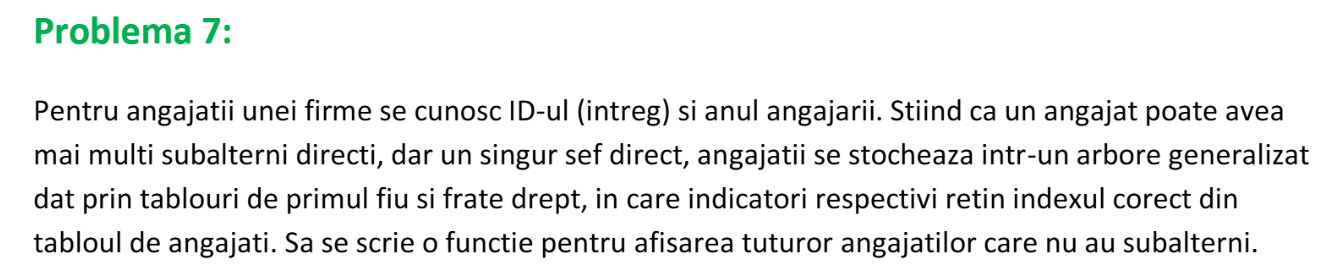 Problema 7:
Pentru angajatii unei firme se cunosc ID-ul (intreg) si anul angajarii. Stiind ca un angajat poate avea
mai multi subalterni directi, dar un singur sef direct, angajatii se stocheaza intr-un arbore generalizat
dat prin tablouri de primul fiu si frate drept, in care indicatori respectivi retin indexul corect din
tabloul de angajati. Sa se scrie o functie pentru afisarea tuturor angajatilor care nu au subalterni.